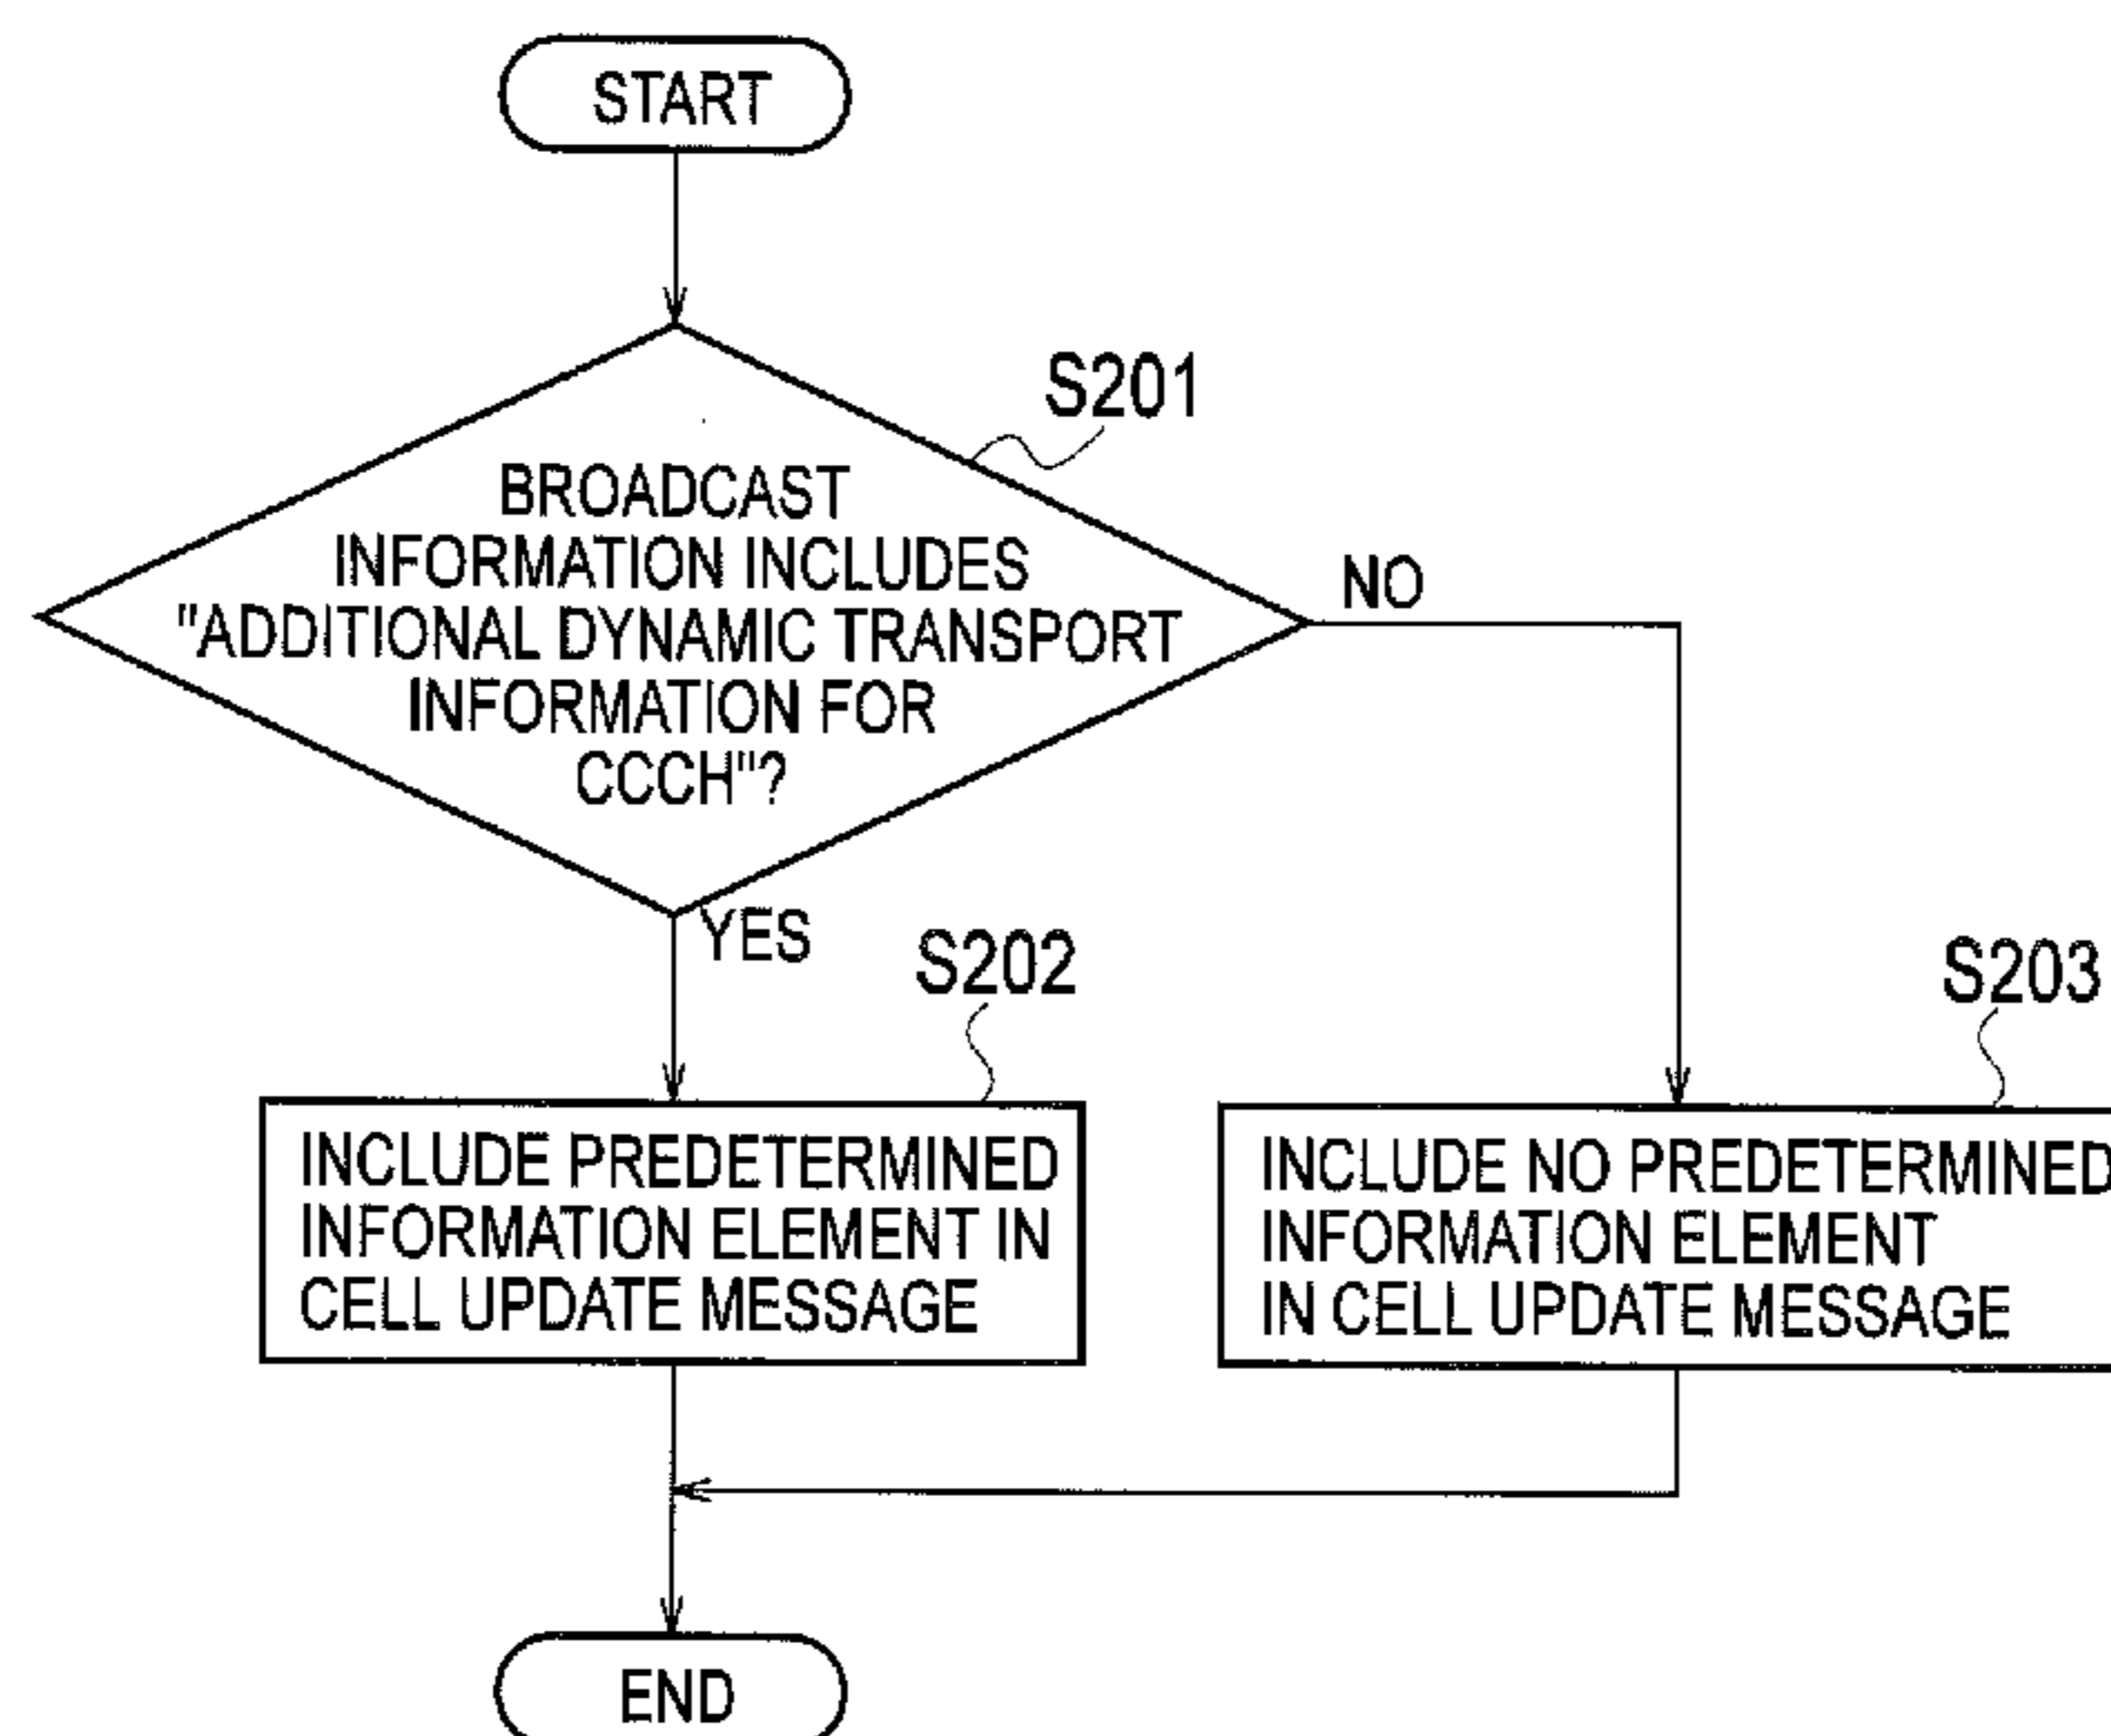 START
S201
BROADCAST
INFORMATION INCLUDES
"ADDITIONAL DYNAMIC TRANSPORT
INFORMATION FOR
CCCH"?
NO
YES
S202
S203
INCLUDE PREDETERMINED
INFORMATION ELEMENT IN
CELL UPDATE MESSAGE
INCLUDE NO PREDETERMINED
INFORMATION ELEMENT
IN CELL UPDATE MESSAGE
END